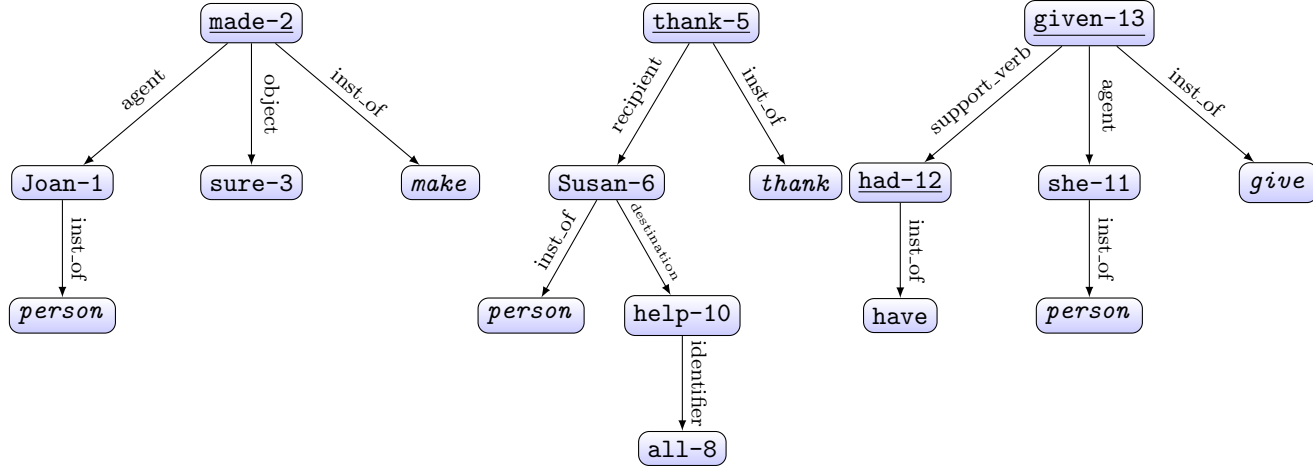 made-2 thank-5 given-13
agent object inst_of recipient inst_of support_verb agent inst_of
Joan-1 sure-3 make Susan-6 thank had-12 she-11 give
inst_of inst_of destination inst_of inst_of
person person help-10 have person
identifier
all-8